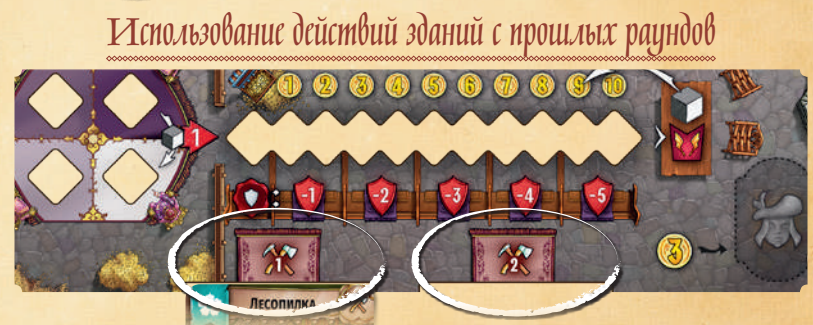 Использование действий зданий с прошлых раундов
1 2 3 4 5 6 7 8 9 10
1
-1 -2 -3 -4 -5
3
1 2
Лесопилка